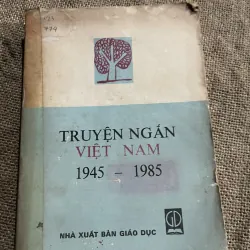 TRUYỆN NGẮN
VIỆT NAM
1945 - 1985
NHÀ XUẤT BẢN GIÁO DỤC